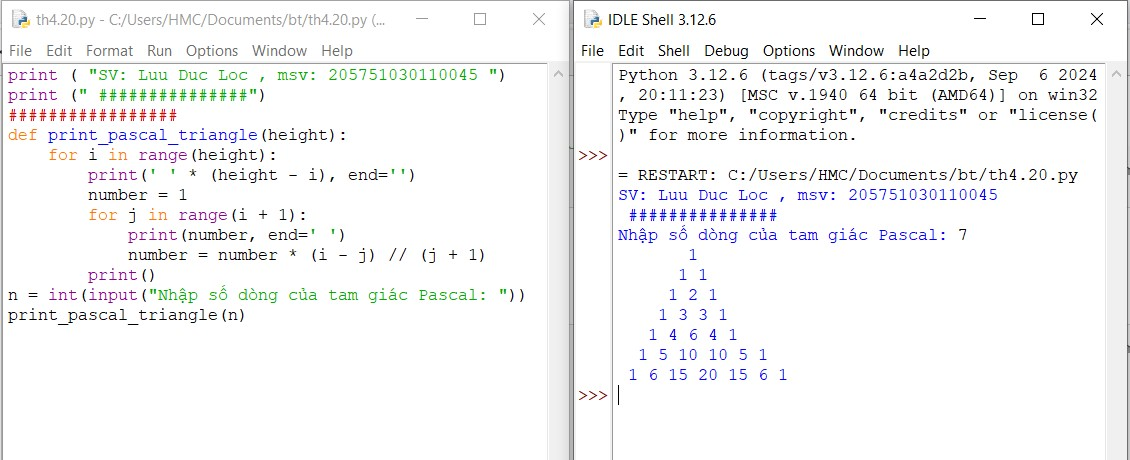 th4.20.py - C:/Users/HMC/Documents/bt/th4.20.py (...
File Edit Format Run Options Window Help
print ( "SV: Luu Duc Loc , msv: 205751030110045 ")
print (" ###############")
#################
def print_pascal_triangle(height):
    for i in range(height):
        print(' ' * (height - i), end='')
        number = 1
        for j in range(i + 1):
            print(number, end=' ')
            number = number * (i - j) // (j + 1)
        print()
n = int(input("Nhập số dòng của tam giác Pascal: "))
print_pascal_triangle(n)
IDLE Shell 3.12.6
File Edit Shell Debug Options Window Help
Python 3.12.6 (tags/v3.12.6:a4a2d2b, Sep  6 2024
, 20:11:23) [MSC v.1940 64 bit (AMD64)] on win32
Type "help", "copyright", "credits" or "license(
)" for more information.
>>>
= RESTART: C:/Users/HMC/Documents/bt/th4.20.py
SV: Luu Duc Loc , msv: 205751030110045
 ###############
Nhập số dòng của tam giác Pascal: 7
       1
      1 1
     1 2 1
    1 3 3 1
   1 4 6 4 1
  1 5 10 10 5 1
 1 6 15 20 15 6 1
>>>